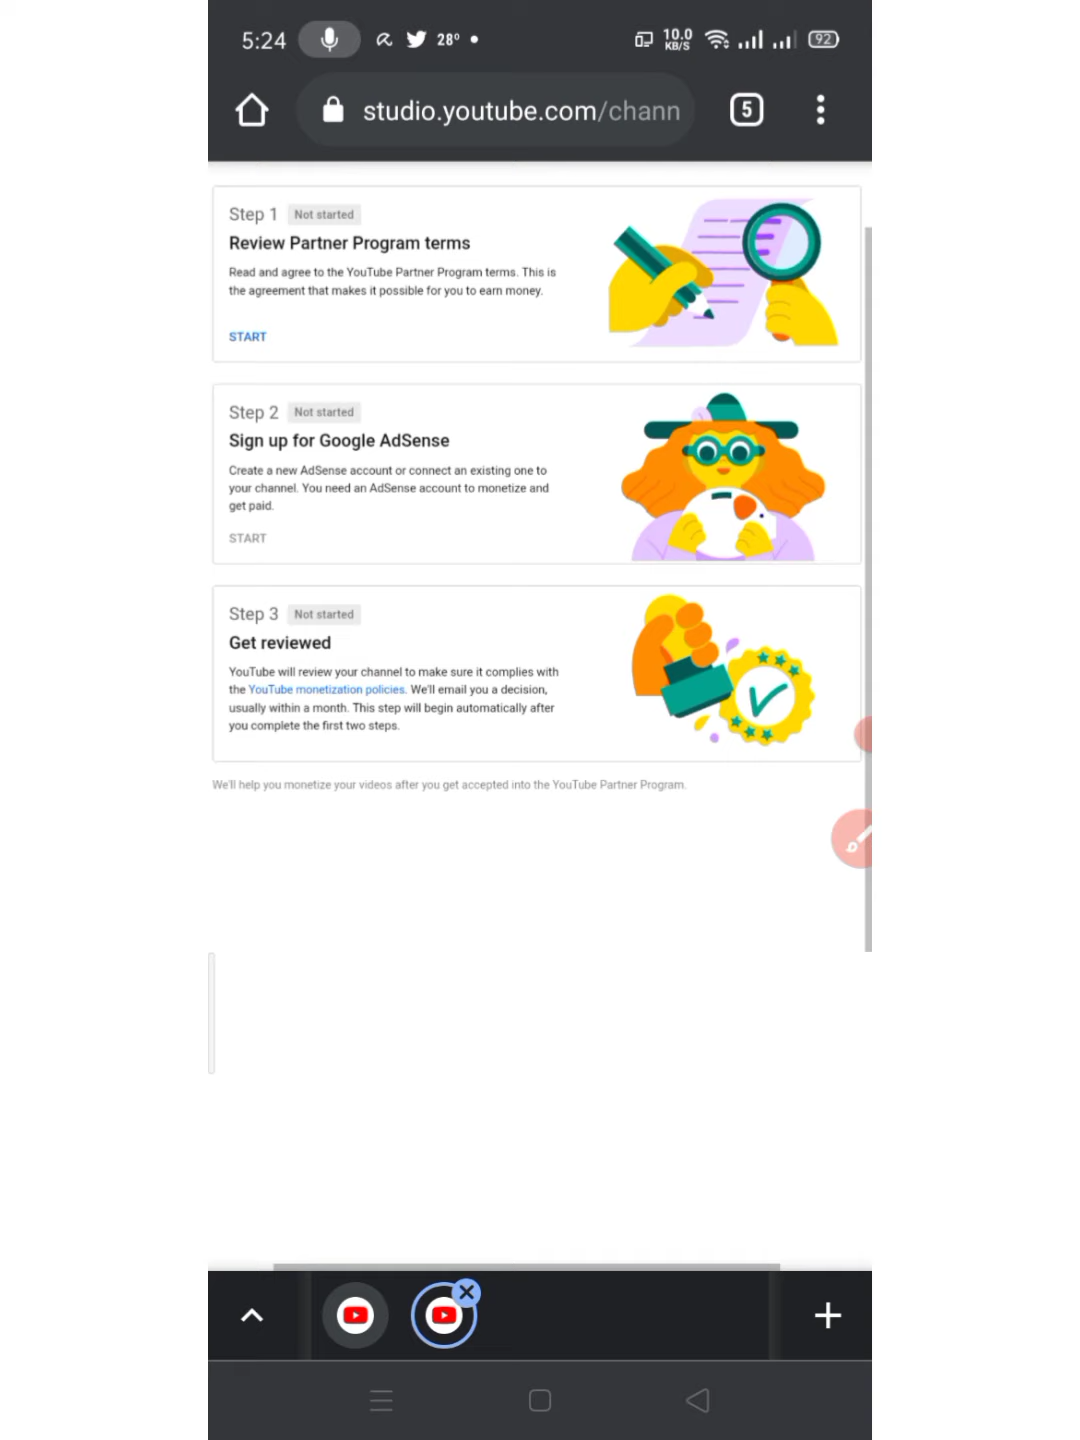 5:24 28° 10.0 KB/S 92
studio.youtube.com/chann 5
Step 1 Not started
Review Partner Program terms
Read and agree to the YouTube Partner Program terms. This is
the agreement that makes it possible for you to earn money.
START
Step 2 Not started
Sign up for Google AdSense
Create a new AdSense account or connect an existing one to
your channel. You need an AdSense account to monetize and
get paid.
START
Step 3 Not started
Get reviewed
YouTube will review your channel to make sure it complies with
the YouTube monetization policies. We'll email you a decision,
usually within a month. This step will begin automatically after
you complete the first two steps.
We'll help you monetize your videos after you get accepted into the YouTube Partner Program.